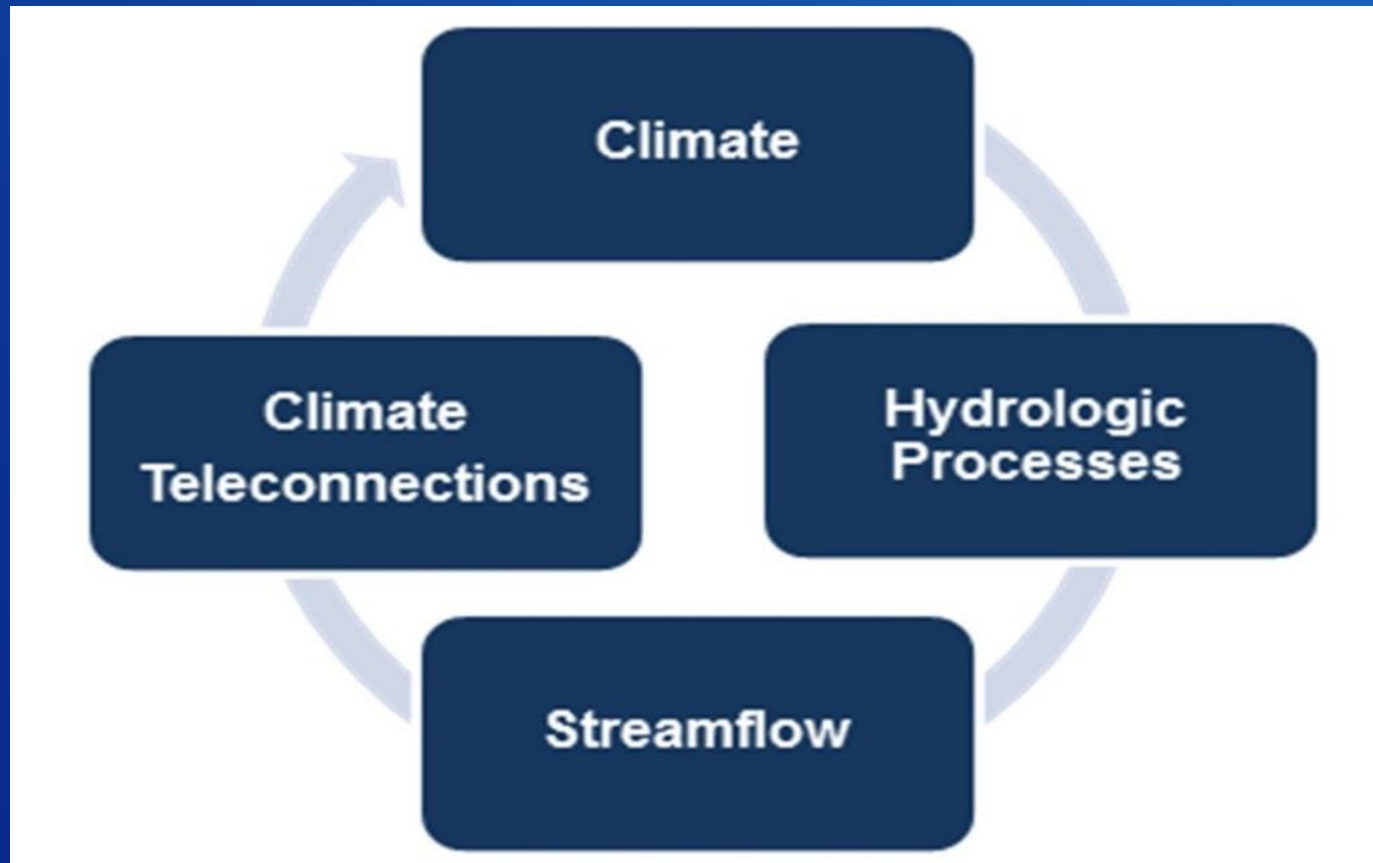 Climate
Climate
Teleconnections
Hydrologic
Processes
Streamflow